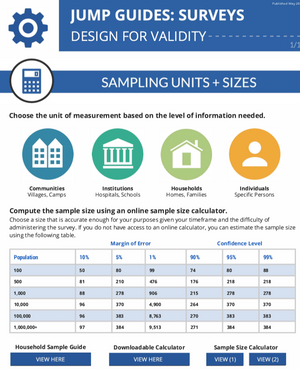 JUMP GUIDES: SURVEYS
DESIGN FOR VALIDITY
1/1
SAMPLING UNITS + SIZES
Choose the unit of measurement based on the level of information needed.
Communities Institutions Households Individuals
Villages, Camps Hospitals, Schools Homes, Families Specific Persons
Compute the sample size using an online sample size calculator.
Choose a size that is accurate enough for your purposes given your timeframe and the difficulty of
administering the survey. If you do not have access to an online calculator, you can estimate the sample size
using the following table.
Margin of Error Confidence Level
Population 10% 5% 1% 90% 95% 99%
100 50 80 99 74 80 88
500 81 210 476 176 218 218
1,000 88 278 906 215 278 278
10,000 96 370 4,900 264 370 370
100,000 96 383 8,763 270 383 383
1,000,000+ 97 384 9,513 271 384 384
Household Sample Guide Downloadable Calculator Sample Size Calculator
VIEW HERE VIEW HERE VIEW (1) VIEW (2)